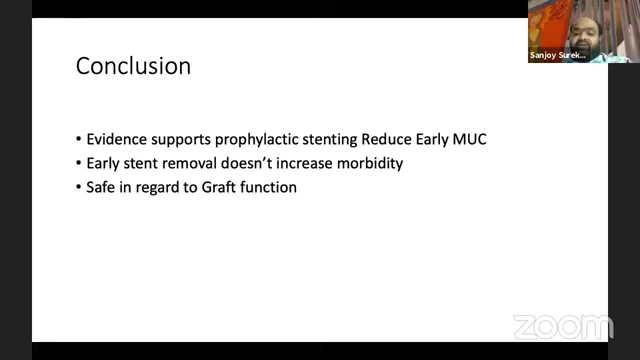 Sanjoy Surek...
Conclusion
• Evidence supports prophylactic stenting Reduce Early MUC
• Early stent removal doesn’t increase morbidity
• Safe in regard to Graft function
zoom